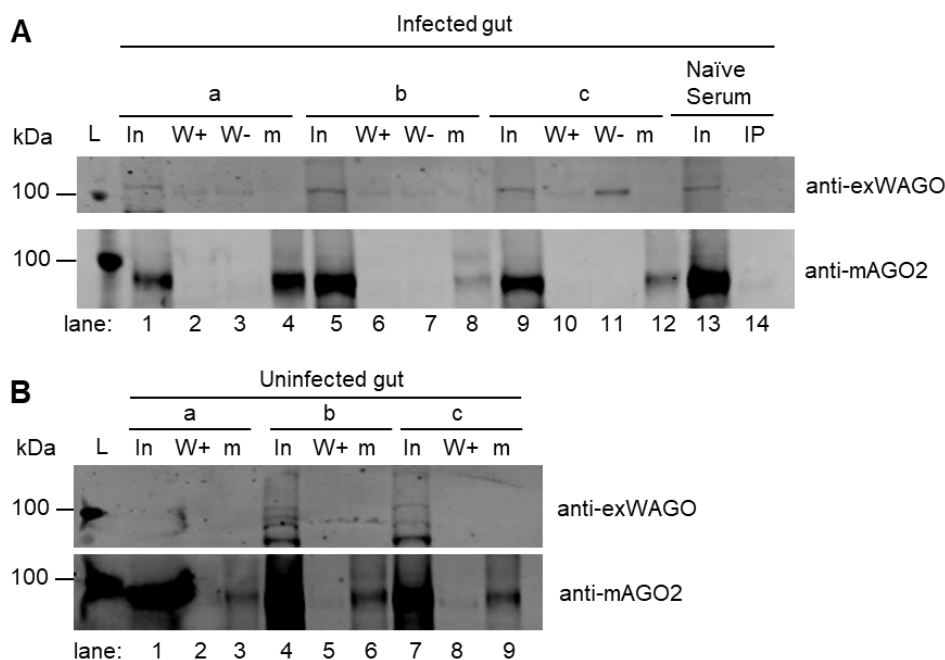 A
Infected gut
a b c Naïve Serum
kDa L In W+ W- m In W+ W- m In W+ W- m In IP
100 anti-exWAGO
100 anti-mAGO2
lane: 1 2 3 4 5 6 7 8 9 10 11 12 13 14
B
Uninfected gut
a b c
kDa L In W+ m In W+ m In W+ m
100 anti-exWAGO
100 anti-mAGO2
lane: 1 2 3 4 5 6 7 8 9